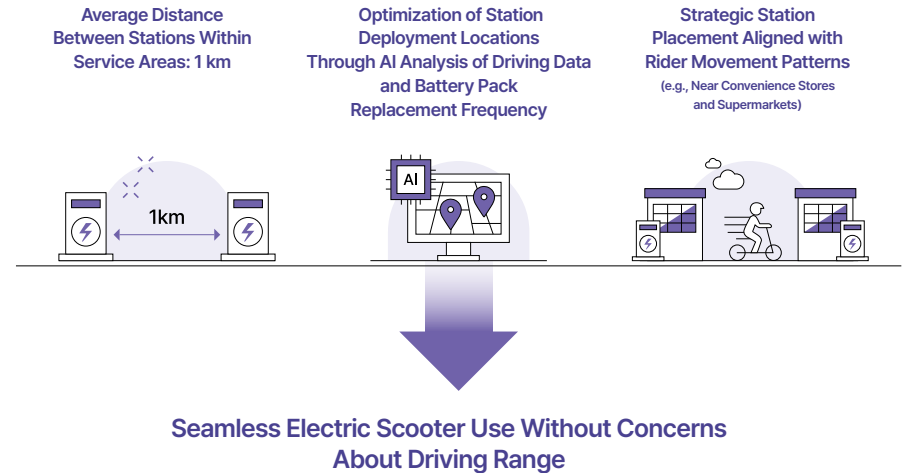 Average Distance
Between Stations Within
Service Areas: 1 km
Optimization of Station
Deployment Locations
Through AI Analysis of Driving Data
and Battery Pack
Replacement Frequency
Strategic Station
Placement Aligned with
Rider Movement Patterns
(e.g., Near Convenience Stores
and Supermarkets)
1km
AI
Seamless Electric Scooter Use Without Concerns
About Driving Range